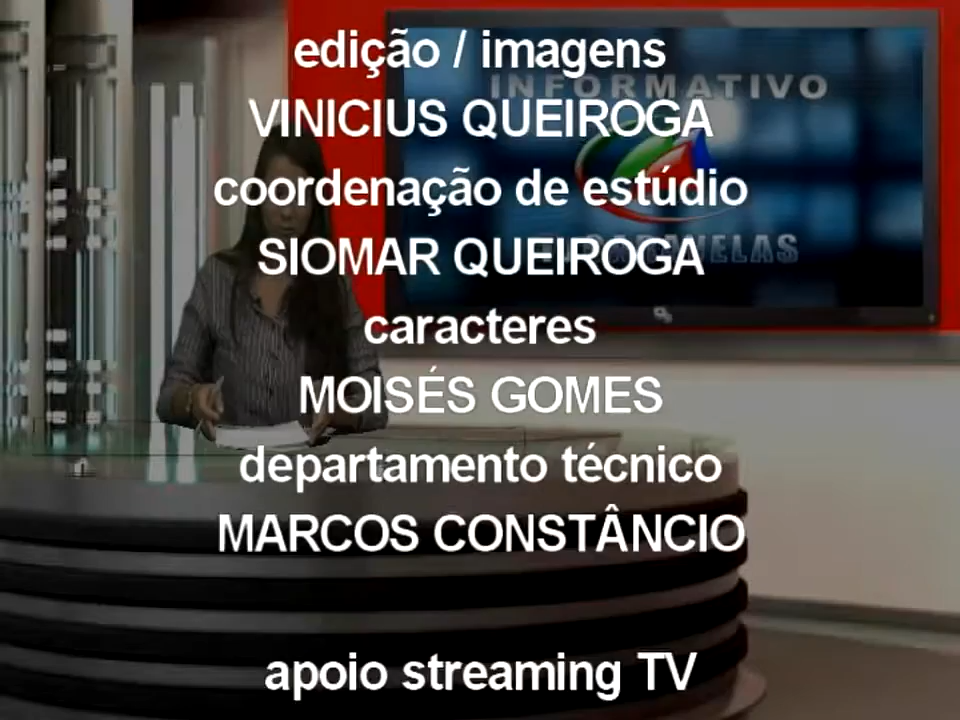 edição / imagens
INFORMATIVO
VINICIUS QUEIROGA
coordenação de estúdio
SIOMAR QUEIROGA
caracteres
MOISÉS GOMES
departamento técnico
MARCOS CONSTÂNCIO
apoio streaming TV